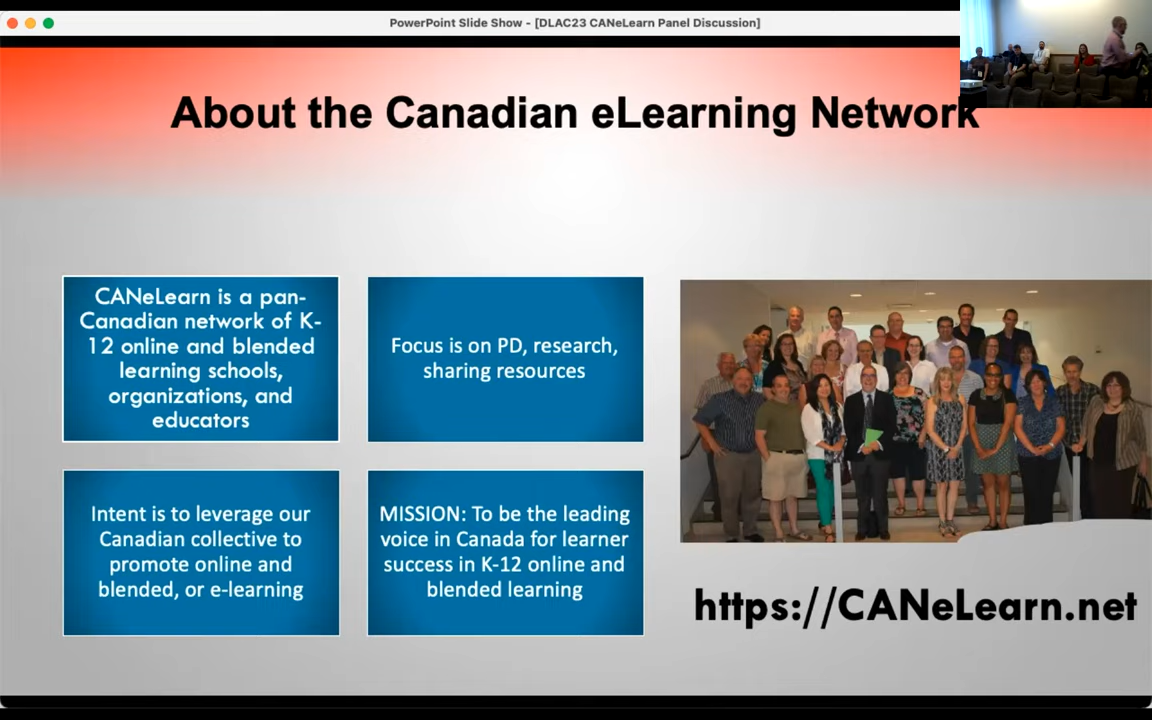 PowerPoint Slide Show - [DLAC23 CANeLearn Panel Discussion]
About the Canadian eLearning Network
CANeLearn is a pan-
Canadian network of K-
12 online and blended
learning schools,
organizations, and
educators
Focus is on PD, research,
sharing resources
Intent is to leverage our
Canadian collective to
promote online and
blended, or e-learning
MISSION: To be the leading
voice in Canada for learner
success in K-12 online and
blended learning
https://CANeLearn.net